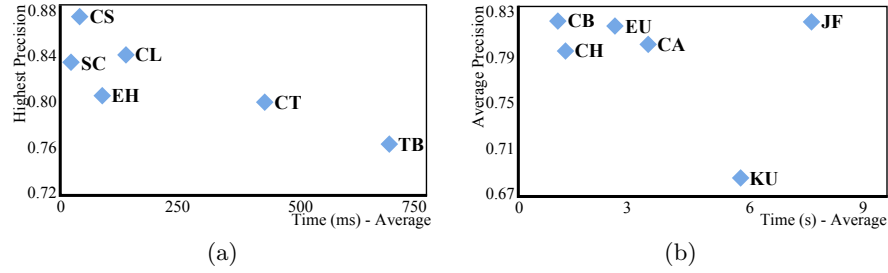 Highest Precision
0.88
0.84
0.80
0.76
0.72
CS
SC
CL
EH
CT
TB
0 250 500 750
Time (ms) - Average
(a)
Average Precision
0.83
0.79
0.75
0.71
0.67
CB
EU
JF
CH
CA
KU
0 3 6 9
Time (s) - Average
(b)